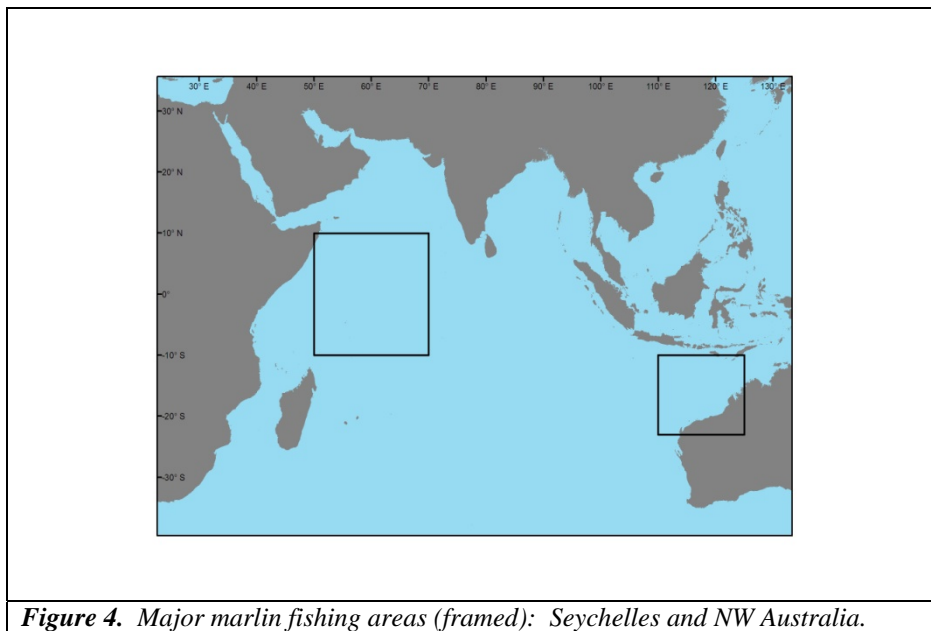 30° E 40° E 50° E 60° E 70° E 80° E 90° E 100° E 110° E 120° E 130° E
30° N
20° N
10° N
0°
10° S
20° S
30° S
Figure 4. Major marlin fishing areas (framed): Seychelles and NW Australia.